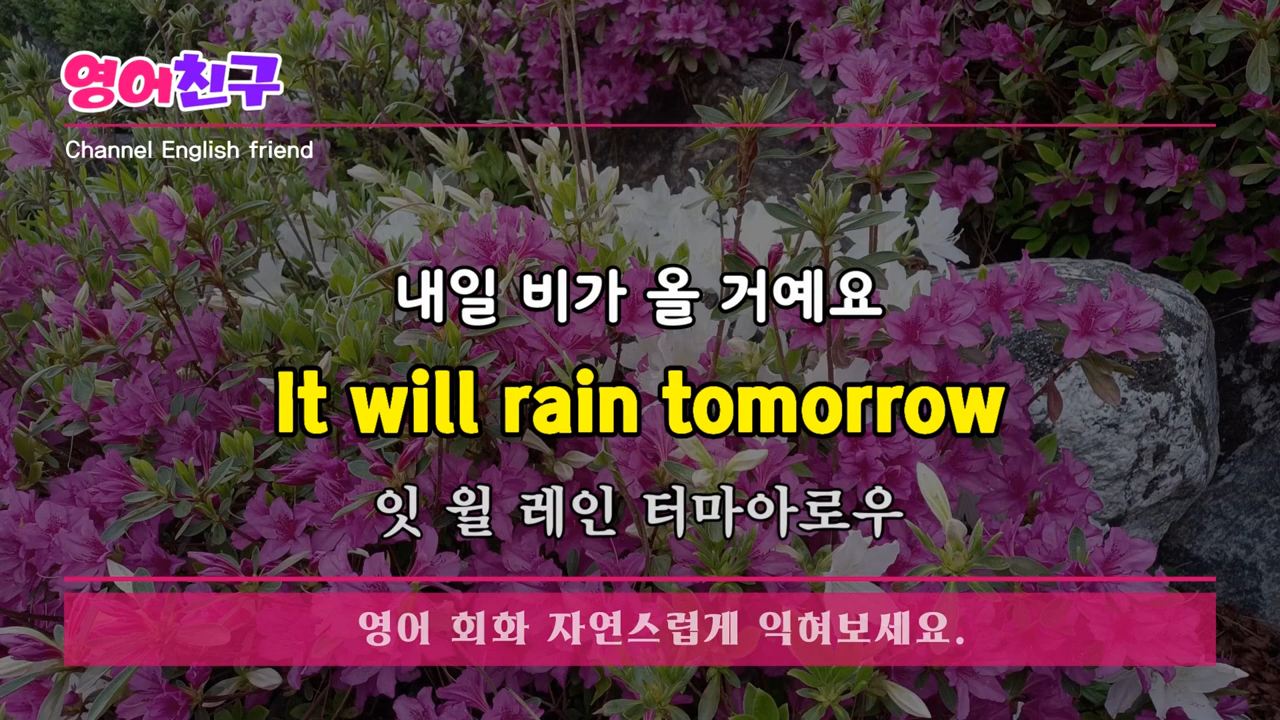 영어친구
Channel English friend
내일 비가 올 거예요
It will rain tomorrow
잇 윌 레인 터마아로우
영어 회화 자연스럽게 익혀보세요.